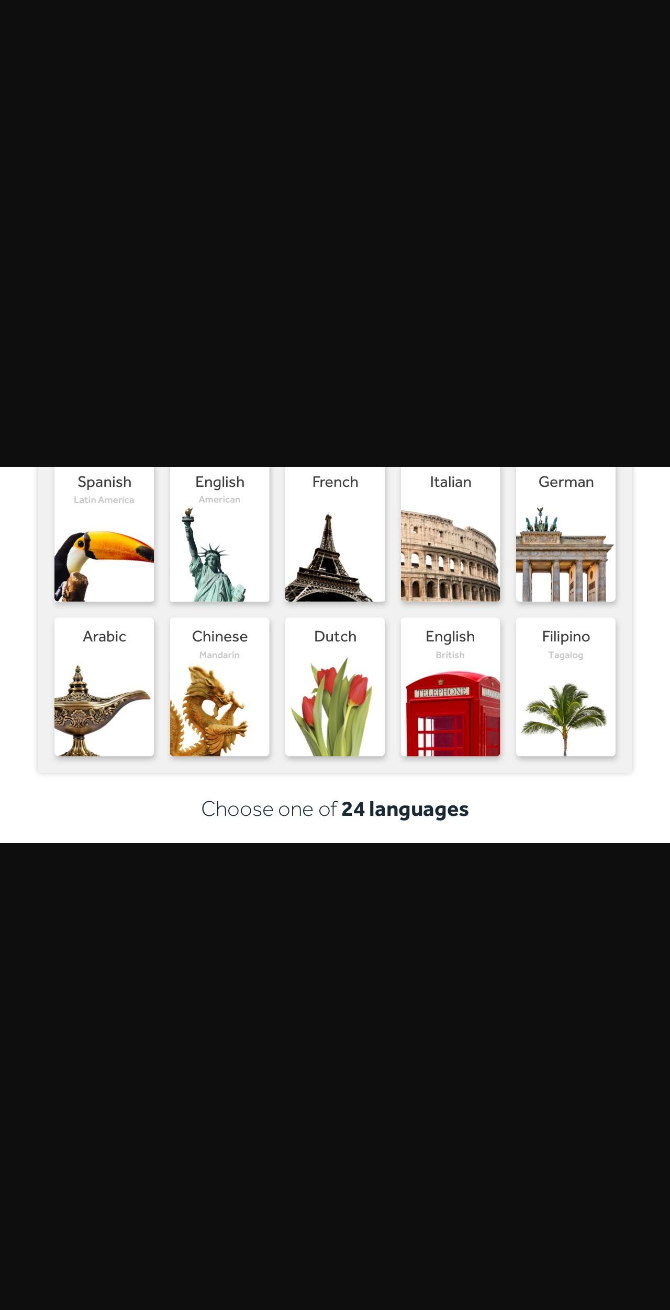 Spanish English French Italian German
Latin America American
Arabic Chinese Dutch English Filipino
Mandarin British Tagalog
TELEPHONE
Choose one of 24 languages